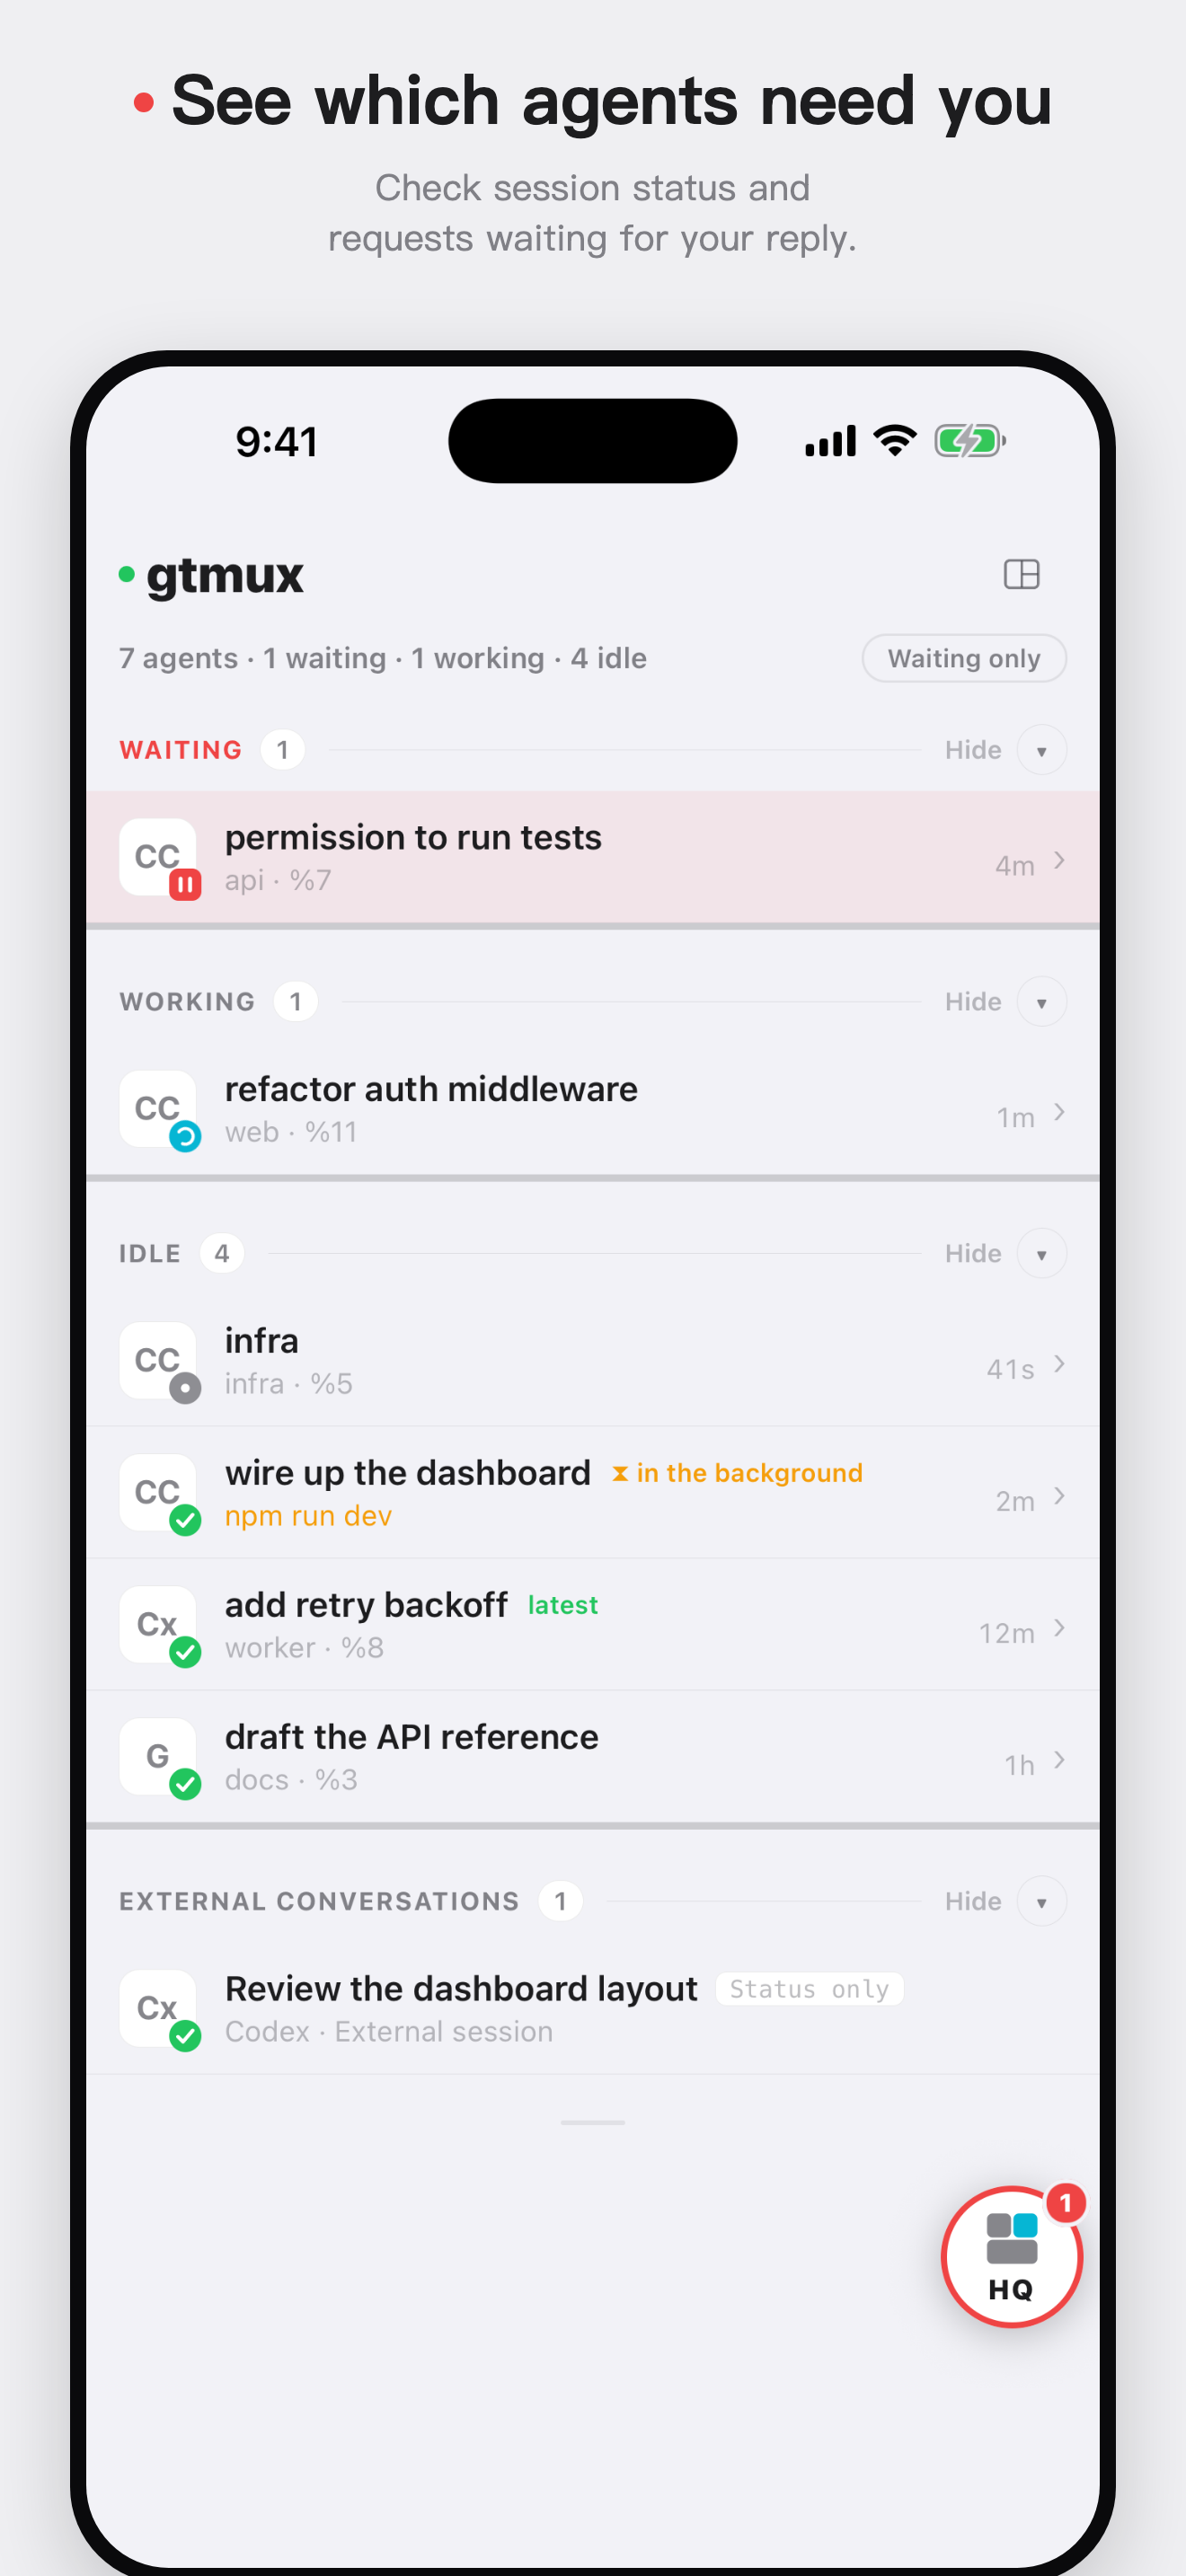 See which agents need you
Check session status and
requests waiting for your reply.
9:41
gtmux
7 agents · 1 waiting · 1 working · 4 idle
Waiting only
WAITING 1 Hide
CC permission to run tests
api · %7
4m
WORKING 1 Hide
CC refactor auth middleware
web · %11
1m
IDLE 4 Hide
CC infra
infra · %5
41s
CC wire up the dashboard in the background
npm run dev
2m
Cx add retry backoff latest
worker · %8
12m
G draft the API reference
docs · %3
1h
EXTERNAL CONVERSATIONS 1 Hide
Cx Review the dashboard layout Status only
Codex · External session
1
HQ